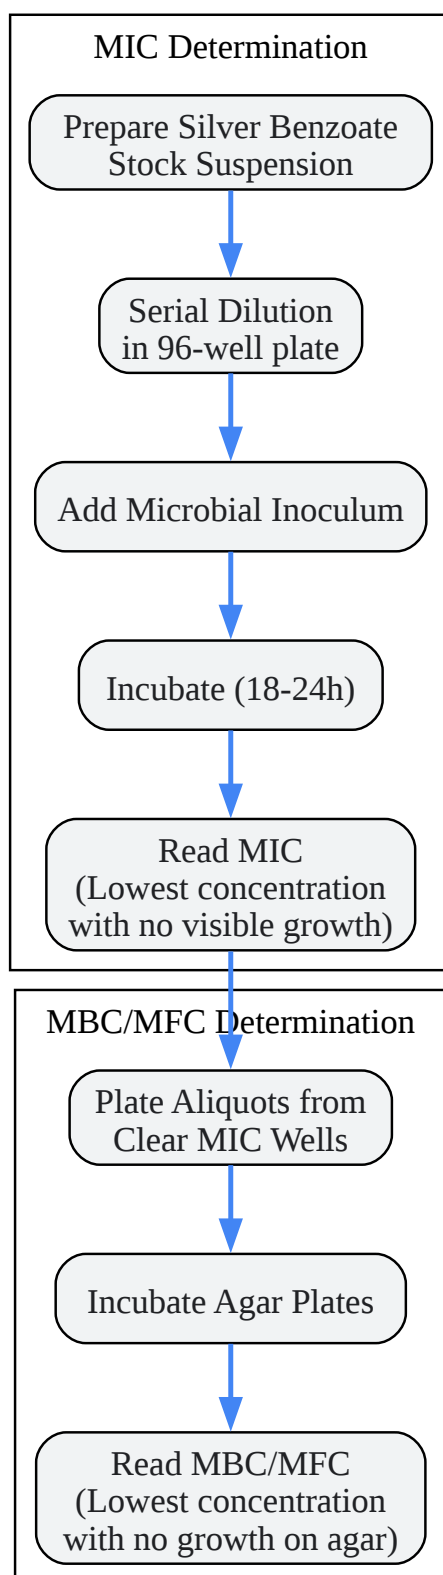 MIC Determination
Prepare Silver Benzoate
Stock Suspension
Serial Dilution
in 96-well plate
Add Microbial Inoculum
Incubate (18-24h)
Read MIC
(Lowest concentration
with no visible growth)
MBC/MFC Determination
Plate Aliquots from
Clear MIC Wells
Incubate Agar Plates
Read MBC/MFC
(Lowest concentration
with no growth on agar)